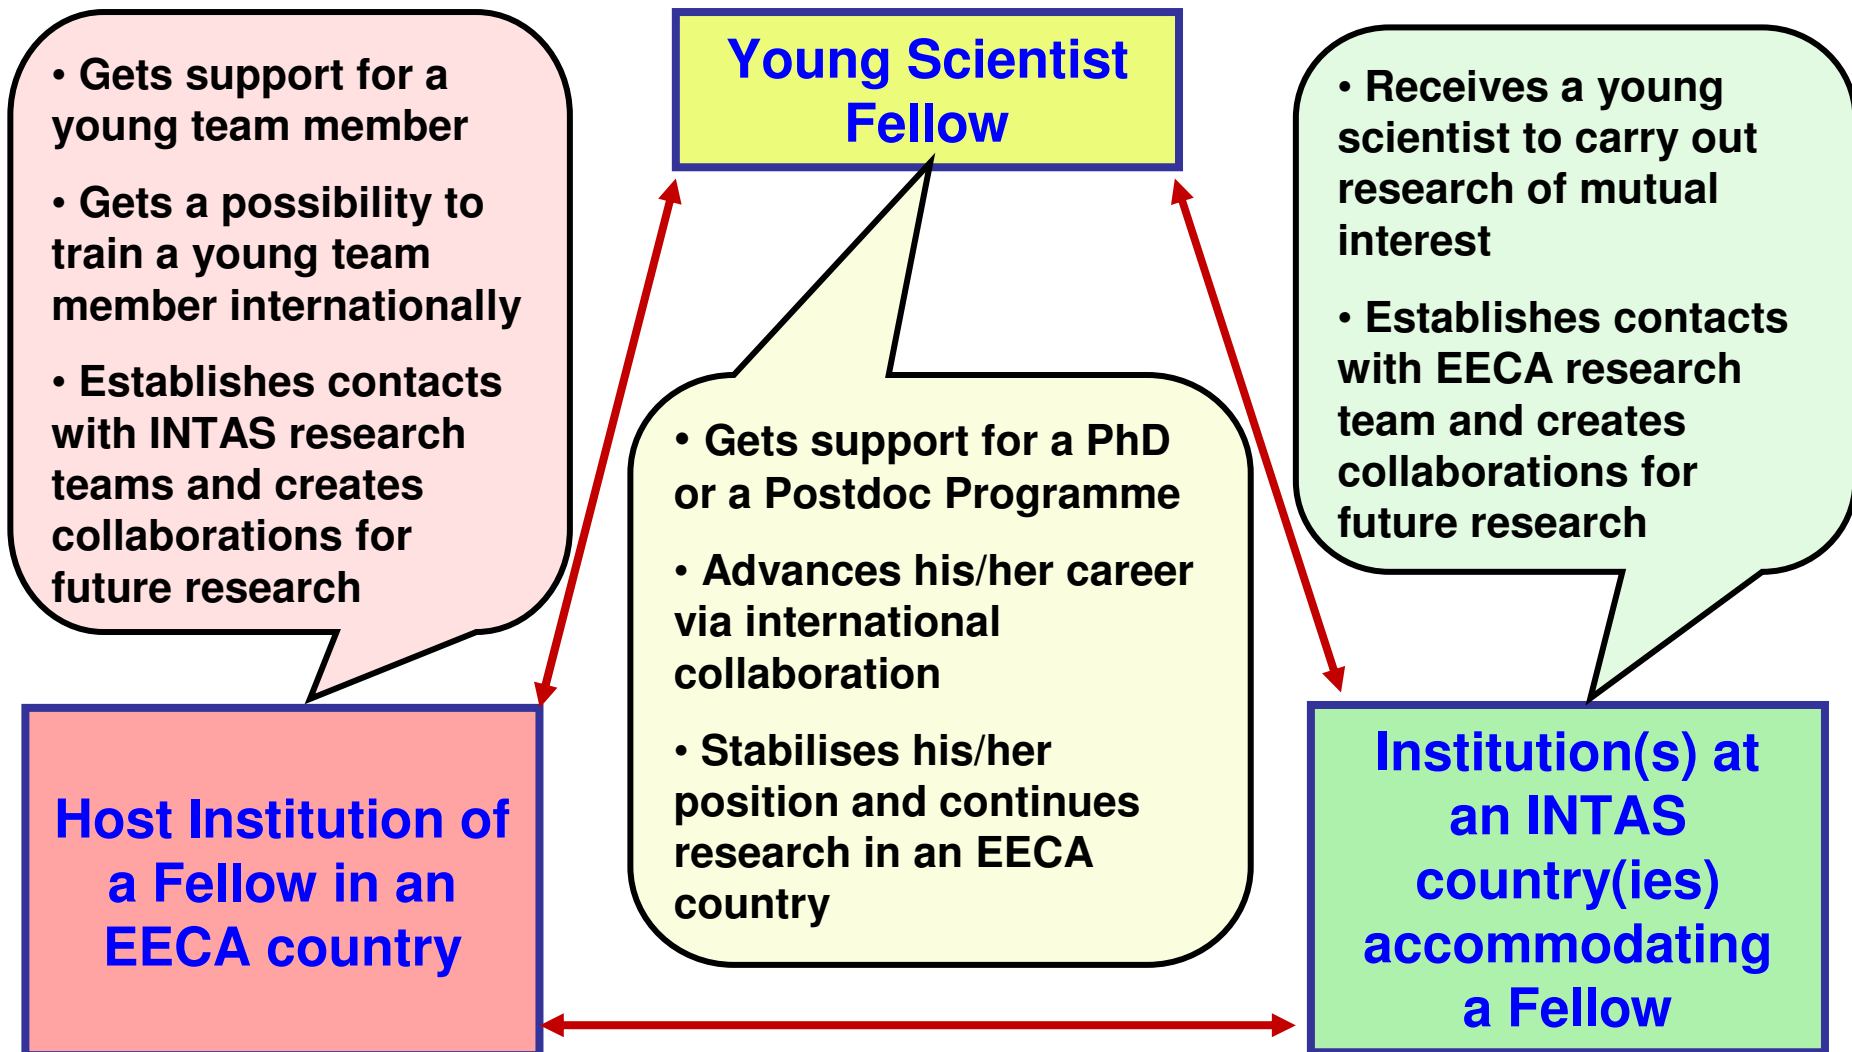 • Gets support for a
young team member
• Gets a possibility to
train a young team
member internationally
• Establishes contacts
with INTAS research
teams and creates
collaborations for
future research
Young Scientist
Fellow
• Receives a young
scientist to carry out
research of mutual
interest
• Establishes contacts
with EECA research
team and creates
collaborations for
future research
• Gets support for a PhD
or a Postdoc Programme
• Advances his/her career
via international
collaboration
• Stabilises his/her
position and continues
research in an EECA
country
Host Institution of
a Fellow in an
EECA country
Institution(s) at
an INTAS
country(ies)
accommodating
a Fellow